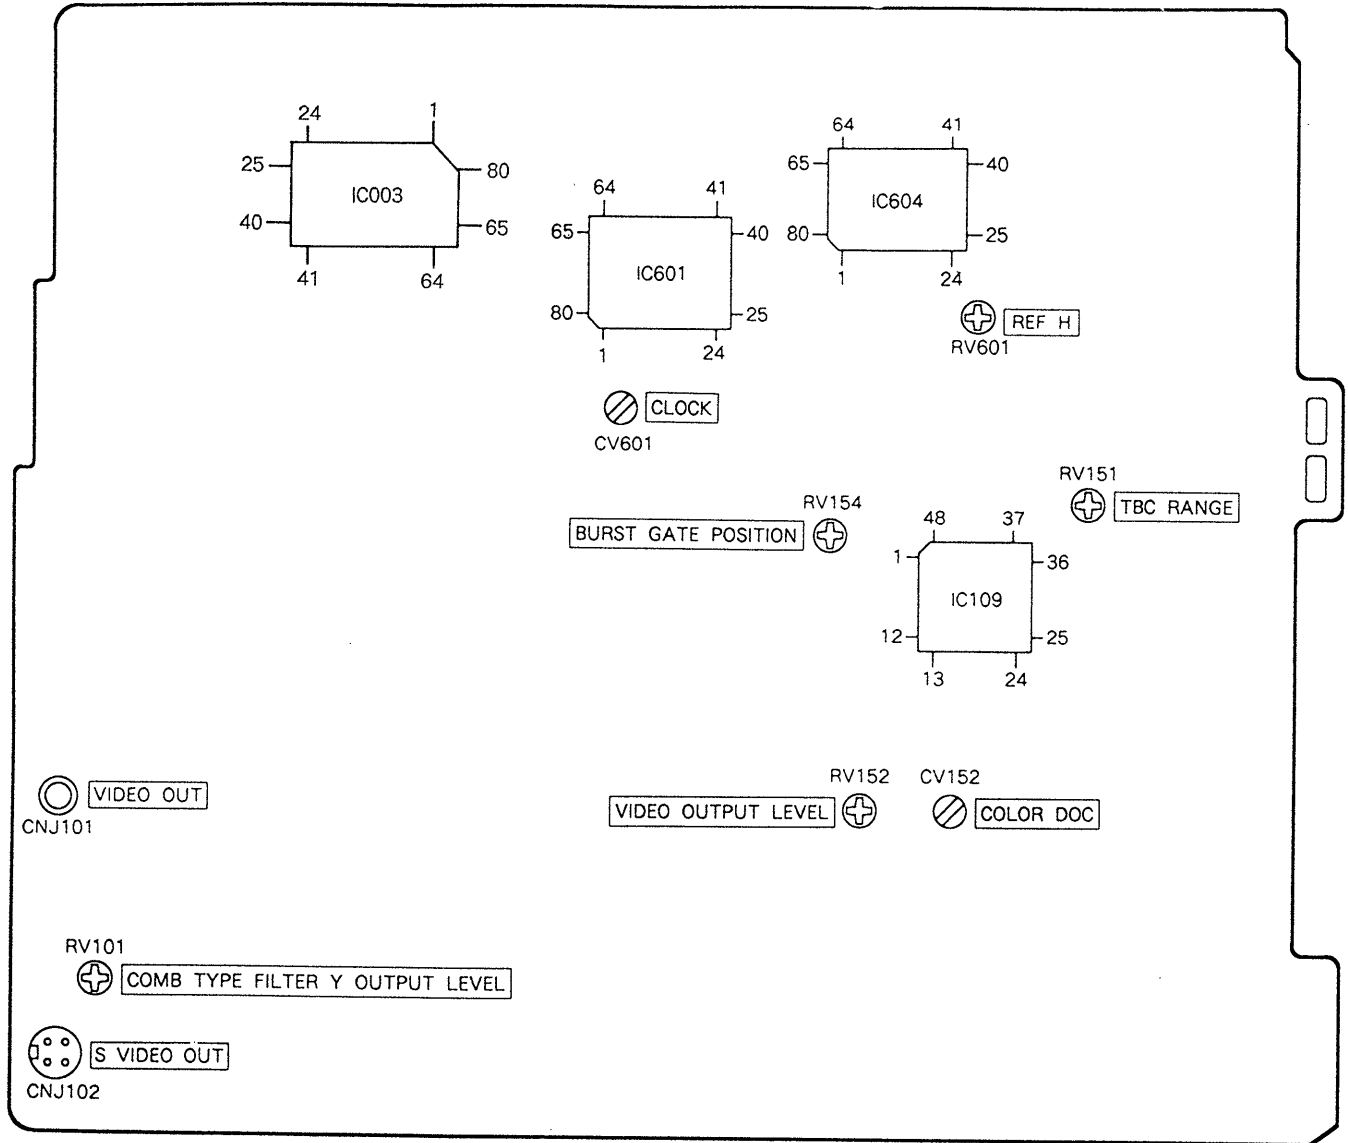 24 1
25 80
IC003
40 65
41 64
64 41
65 40
IC604
80 25
1 24
64 41
65 40
IC601
80 25
1 24
REF H
RV601
CLOCK
CV601
RV151
TBC RANGE
RV154
BURST GATE POSITION
48 37
1 36
IC109
12 25
13 24
RV152 CV152
VIDEO OUTPUT LEVEL COLOR DOC
VIDEO OUT
CNJ101
RV101
COMB TYPE FILTER Y OUTPUT LEVEL
S VIDEO OUT
CNJ102